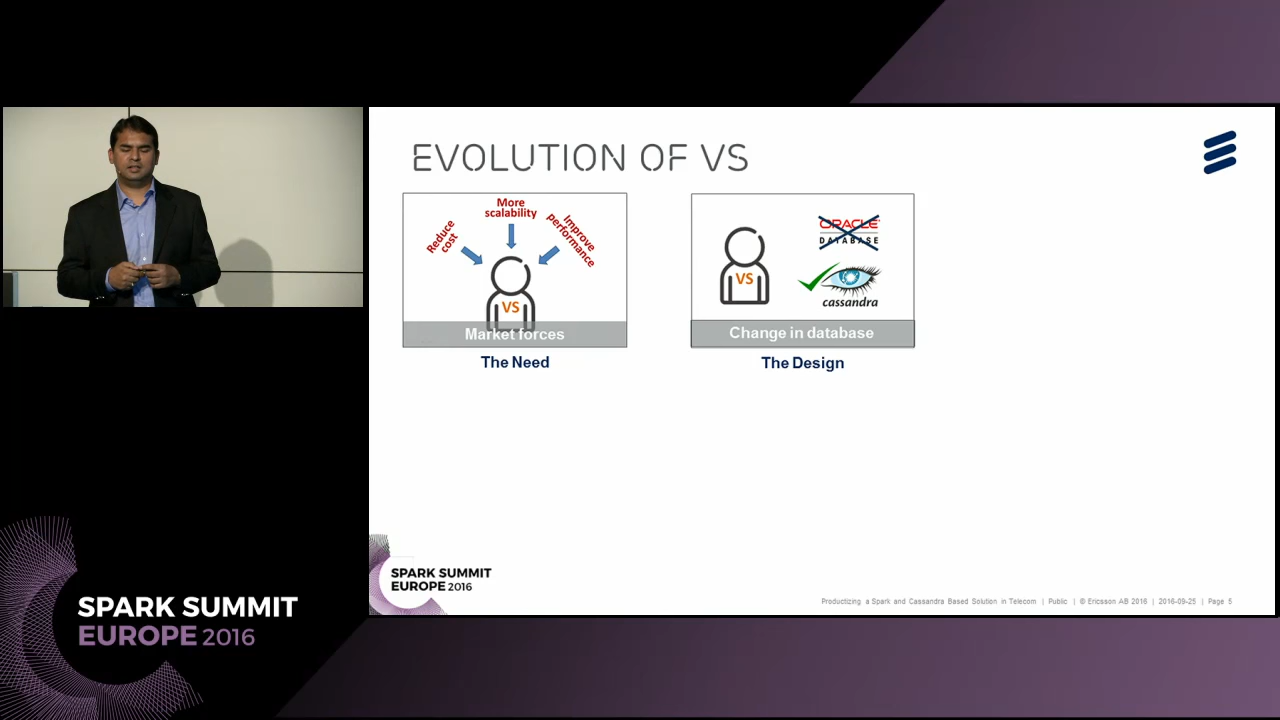 EVOLUTION OF VS
Reduce
cost
More
scalability
Improve
performance
VS
Market forces
The Need
VS
ORACLE
DATABASE
cassandra
Change in database
The Design
SPARK SUMMIT
EUROPE 2016
Productizing a Spark and Cassandra Based Solution in Telecom | Public | © Ericsson AB 2016 | 2016-09-25 | Page 5
SPARK SUMMIT
EUROPE 2016